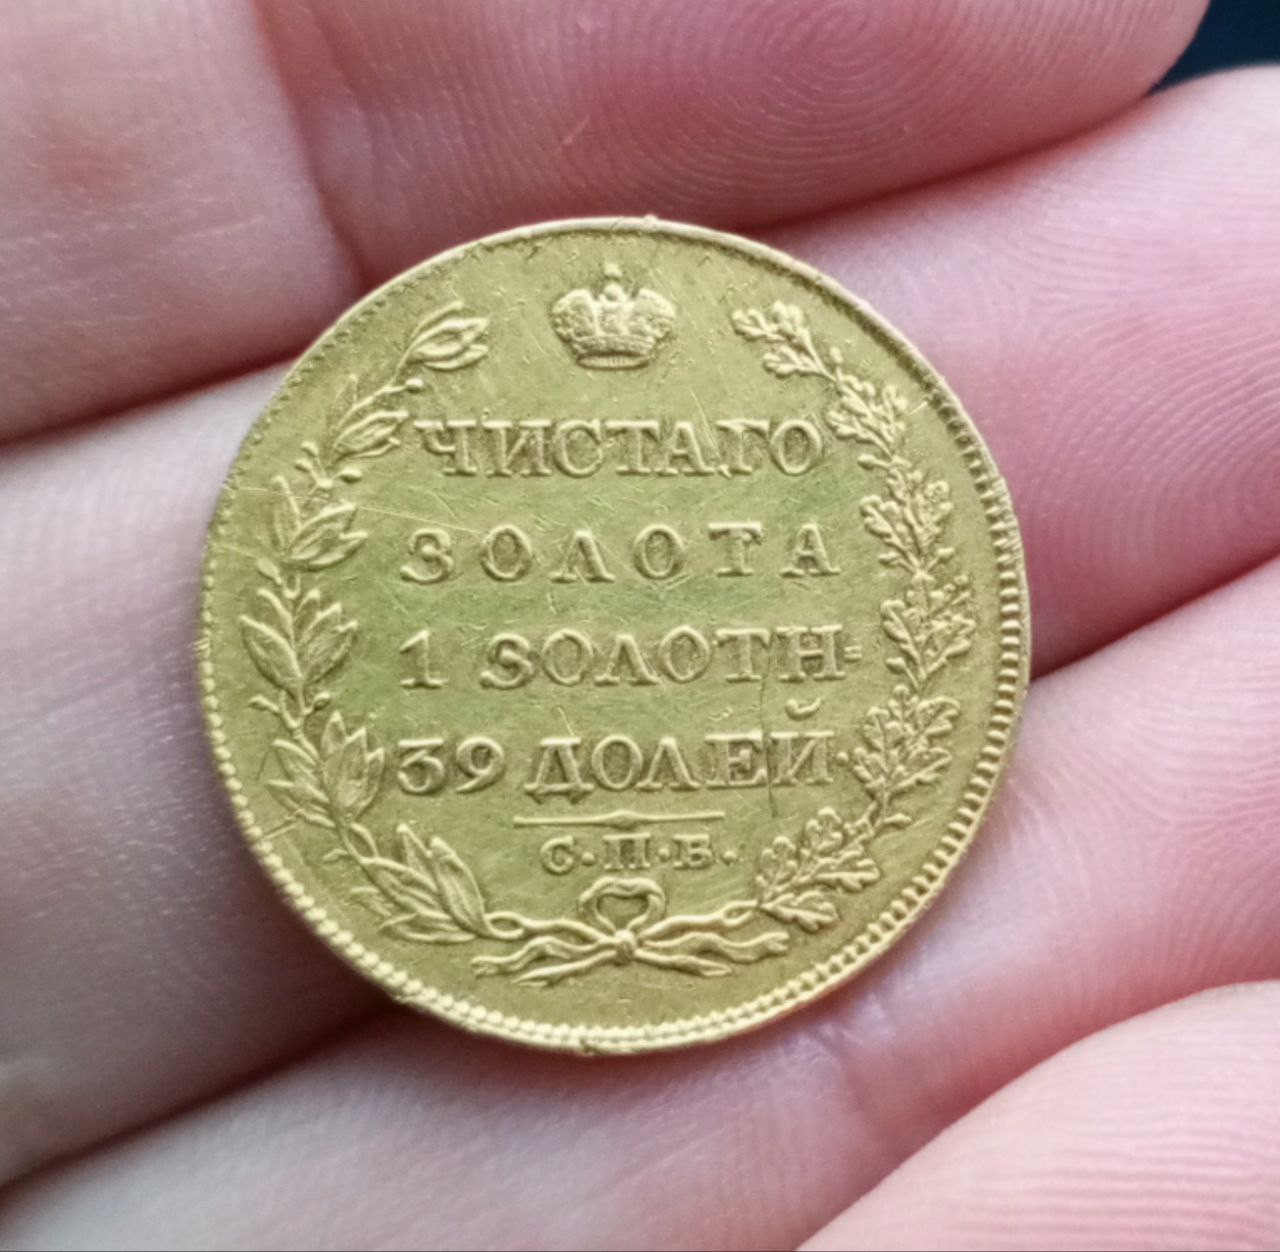 ЧИСТАГО
ЗОЛОТА
1 ЗОЛОТН=
39 ДОЛЕЙ
С.П.Б.